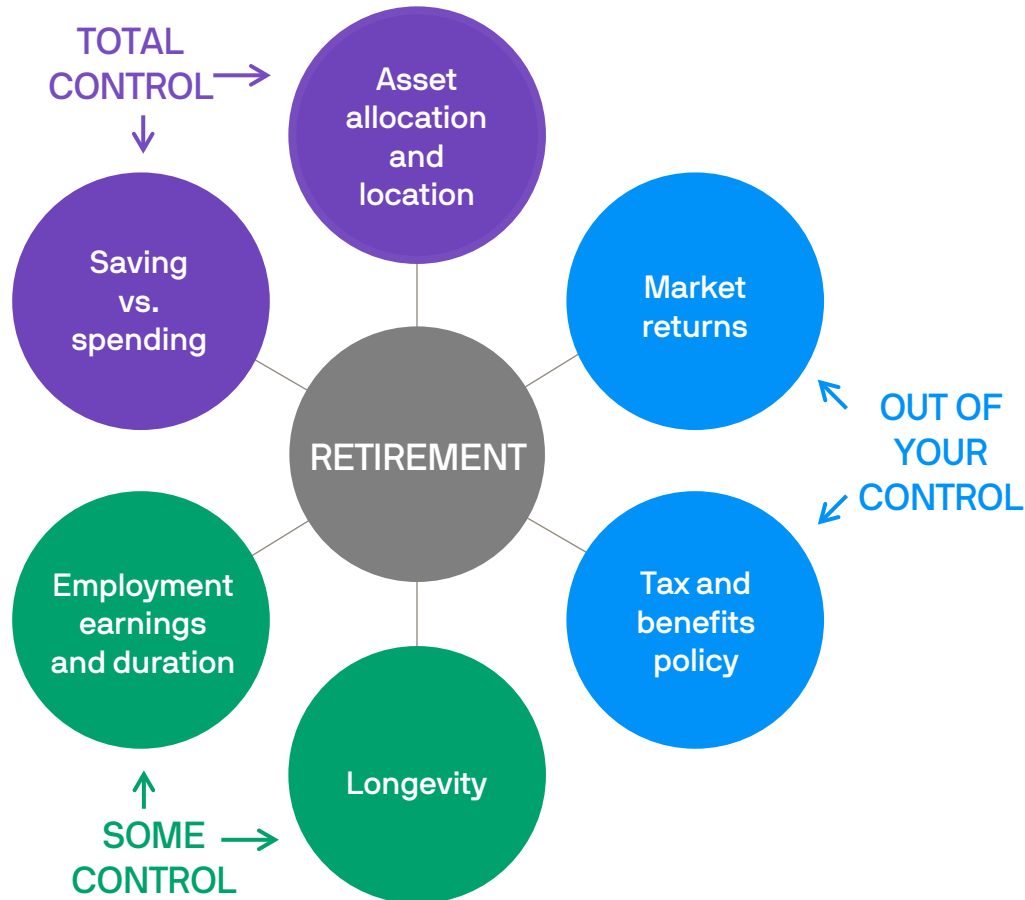 TOTAL
CONTROL
Asset
allocation
and
location
Saving
vs.
spending
Market
returns
RETIREMENT
OUT OF
YOUR
CONTROL
Employment
earnings
and duration
Tax and
benefits
policy
Longevity
SOME
CONTROL